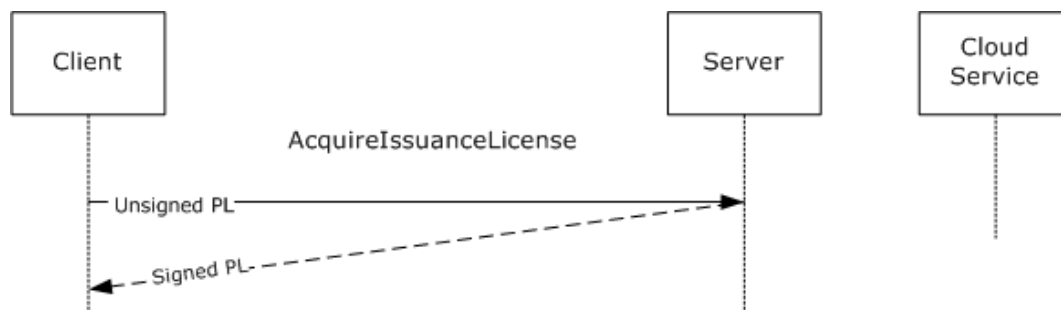 Client
Server
Cloud
Service
AcquireIssuanceLicense
Unsigned PL
Signed PL